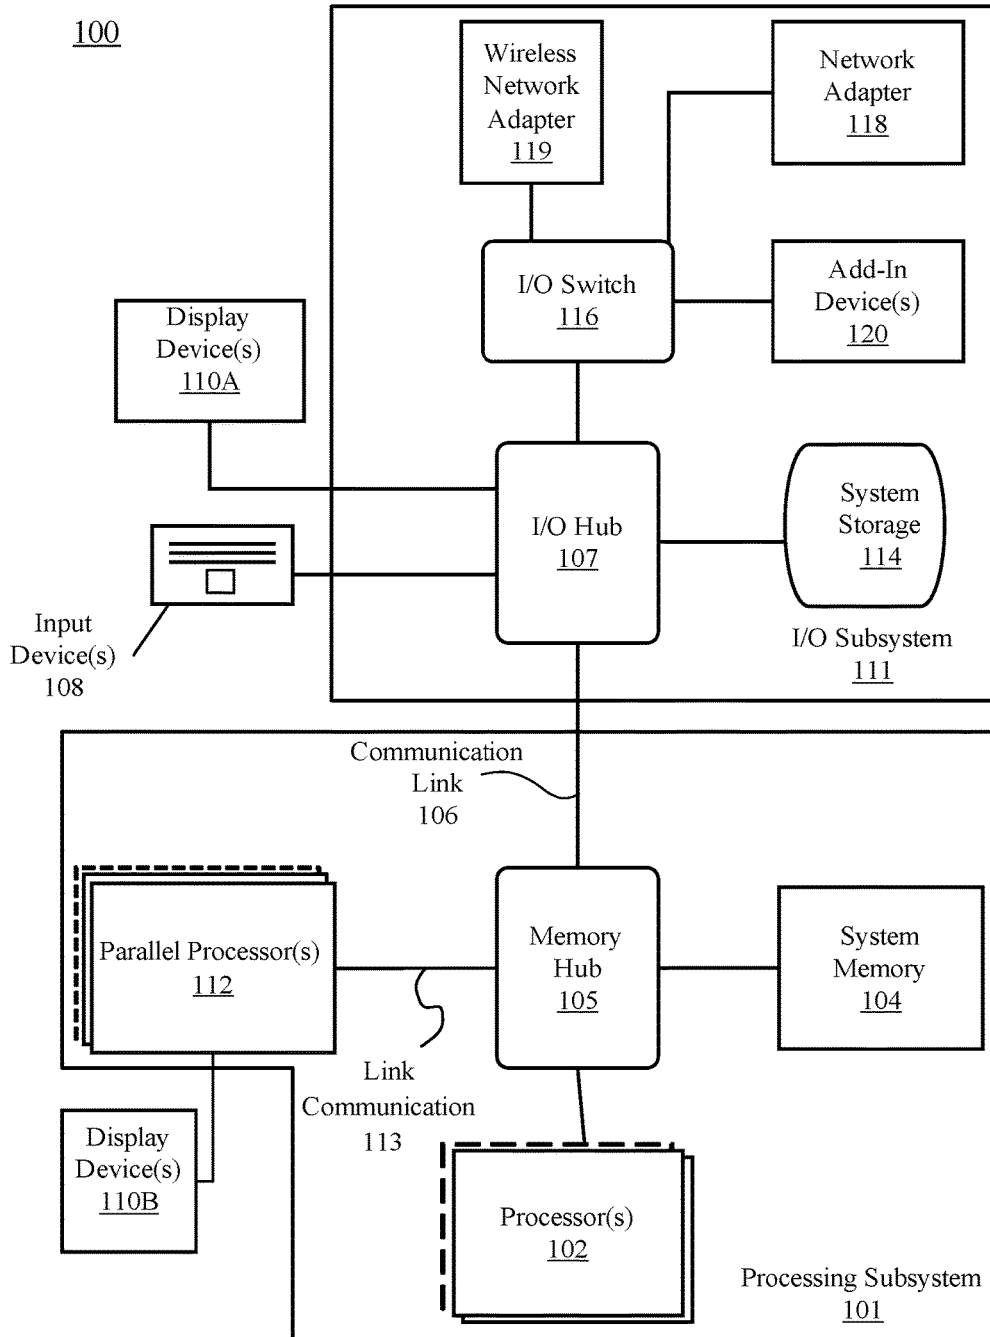 100
Wireless
Network
Adapter
119
Network
Adapter
118
I/O Switch
116
Add-In
Device(s)
120
Display
Device(s)
110A
I/O Hub
107
System
Storage
114
Input
Device(s)
108
I/O Subsystem
111
Communication
Link
106
Parallel Processor(s)
112
Memory
Hub
105
System
Memory
104
Link
Communication
113
Display
Device(s)
110B
Processor(s)
102
Processing Subsystem
101